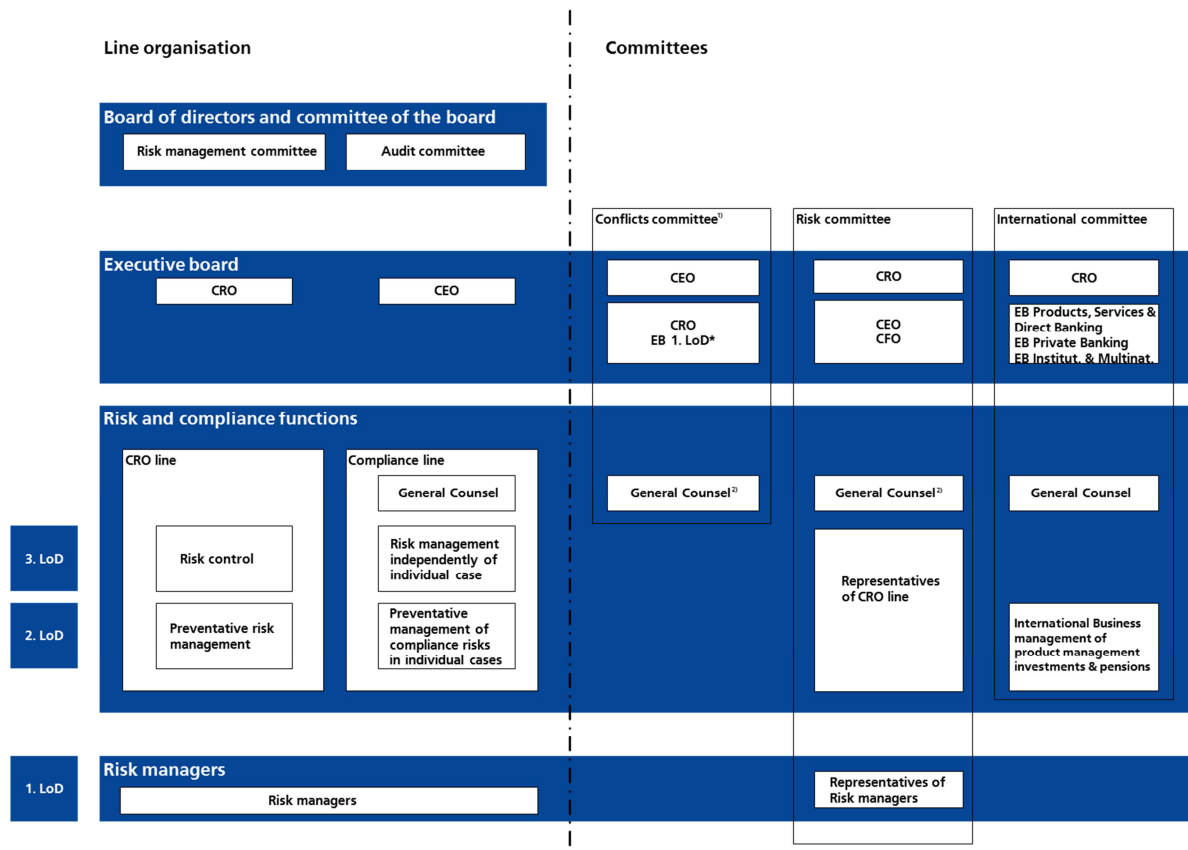 Line organisation
Committees
Board of directors and committee of the board
Risk management committee
Audit committee
Conflicts committee¹⁾
Risk committee
International committee
Executive board
CRO
CEO
CEO
CRO
EB 1. LoD*
CRO
CEO
CFO
CRO
EB Products, Services &
Direct Banking
EB Private Banking
EB Institut. & Multinat.
Risk and compliance functions
CRO line
Compliance line
General Counsel
General Counsel²⁾
General Counsel²⁾
General Counsel
3. LoD
Risk control
Risk management
independently of
individual case
Representatives
of CRO line
2. LoD
Preventative risk
management
Preventative
management of
compliance risks
in individual cases
International Business
management of
product management
investments & pensions
1. LoD
Risk managers
Risk managers
Representatives of
Risk managers